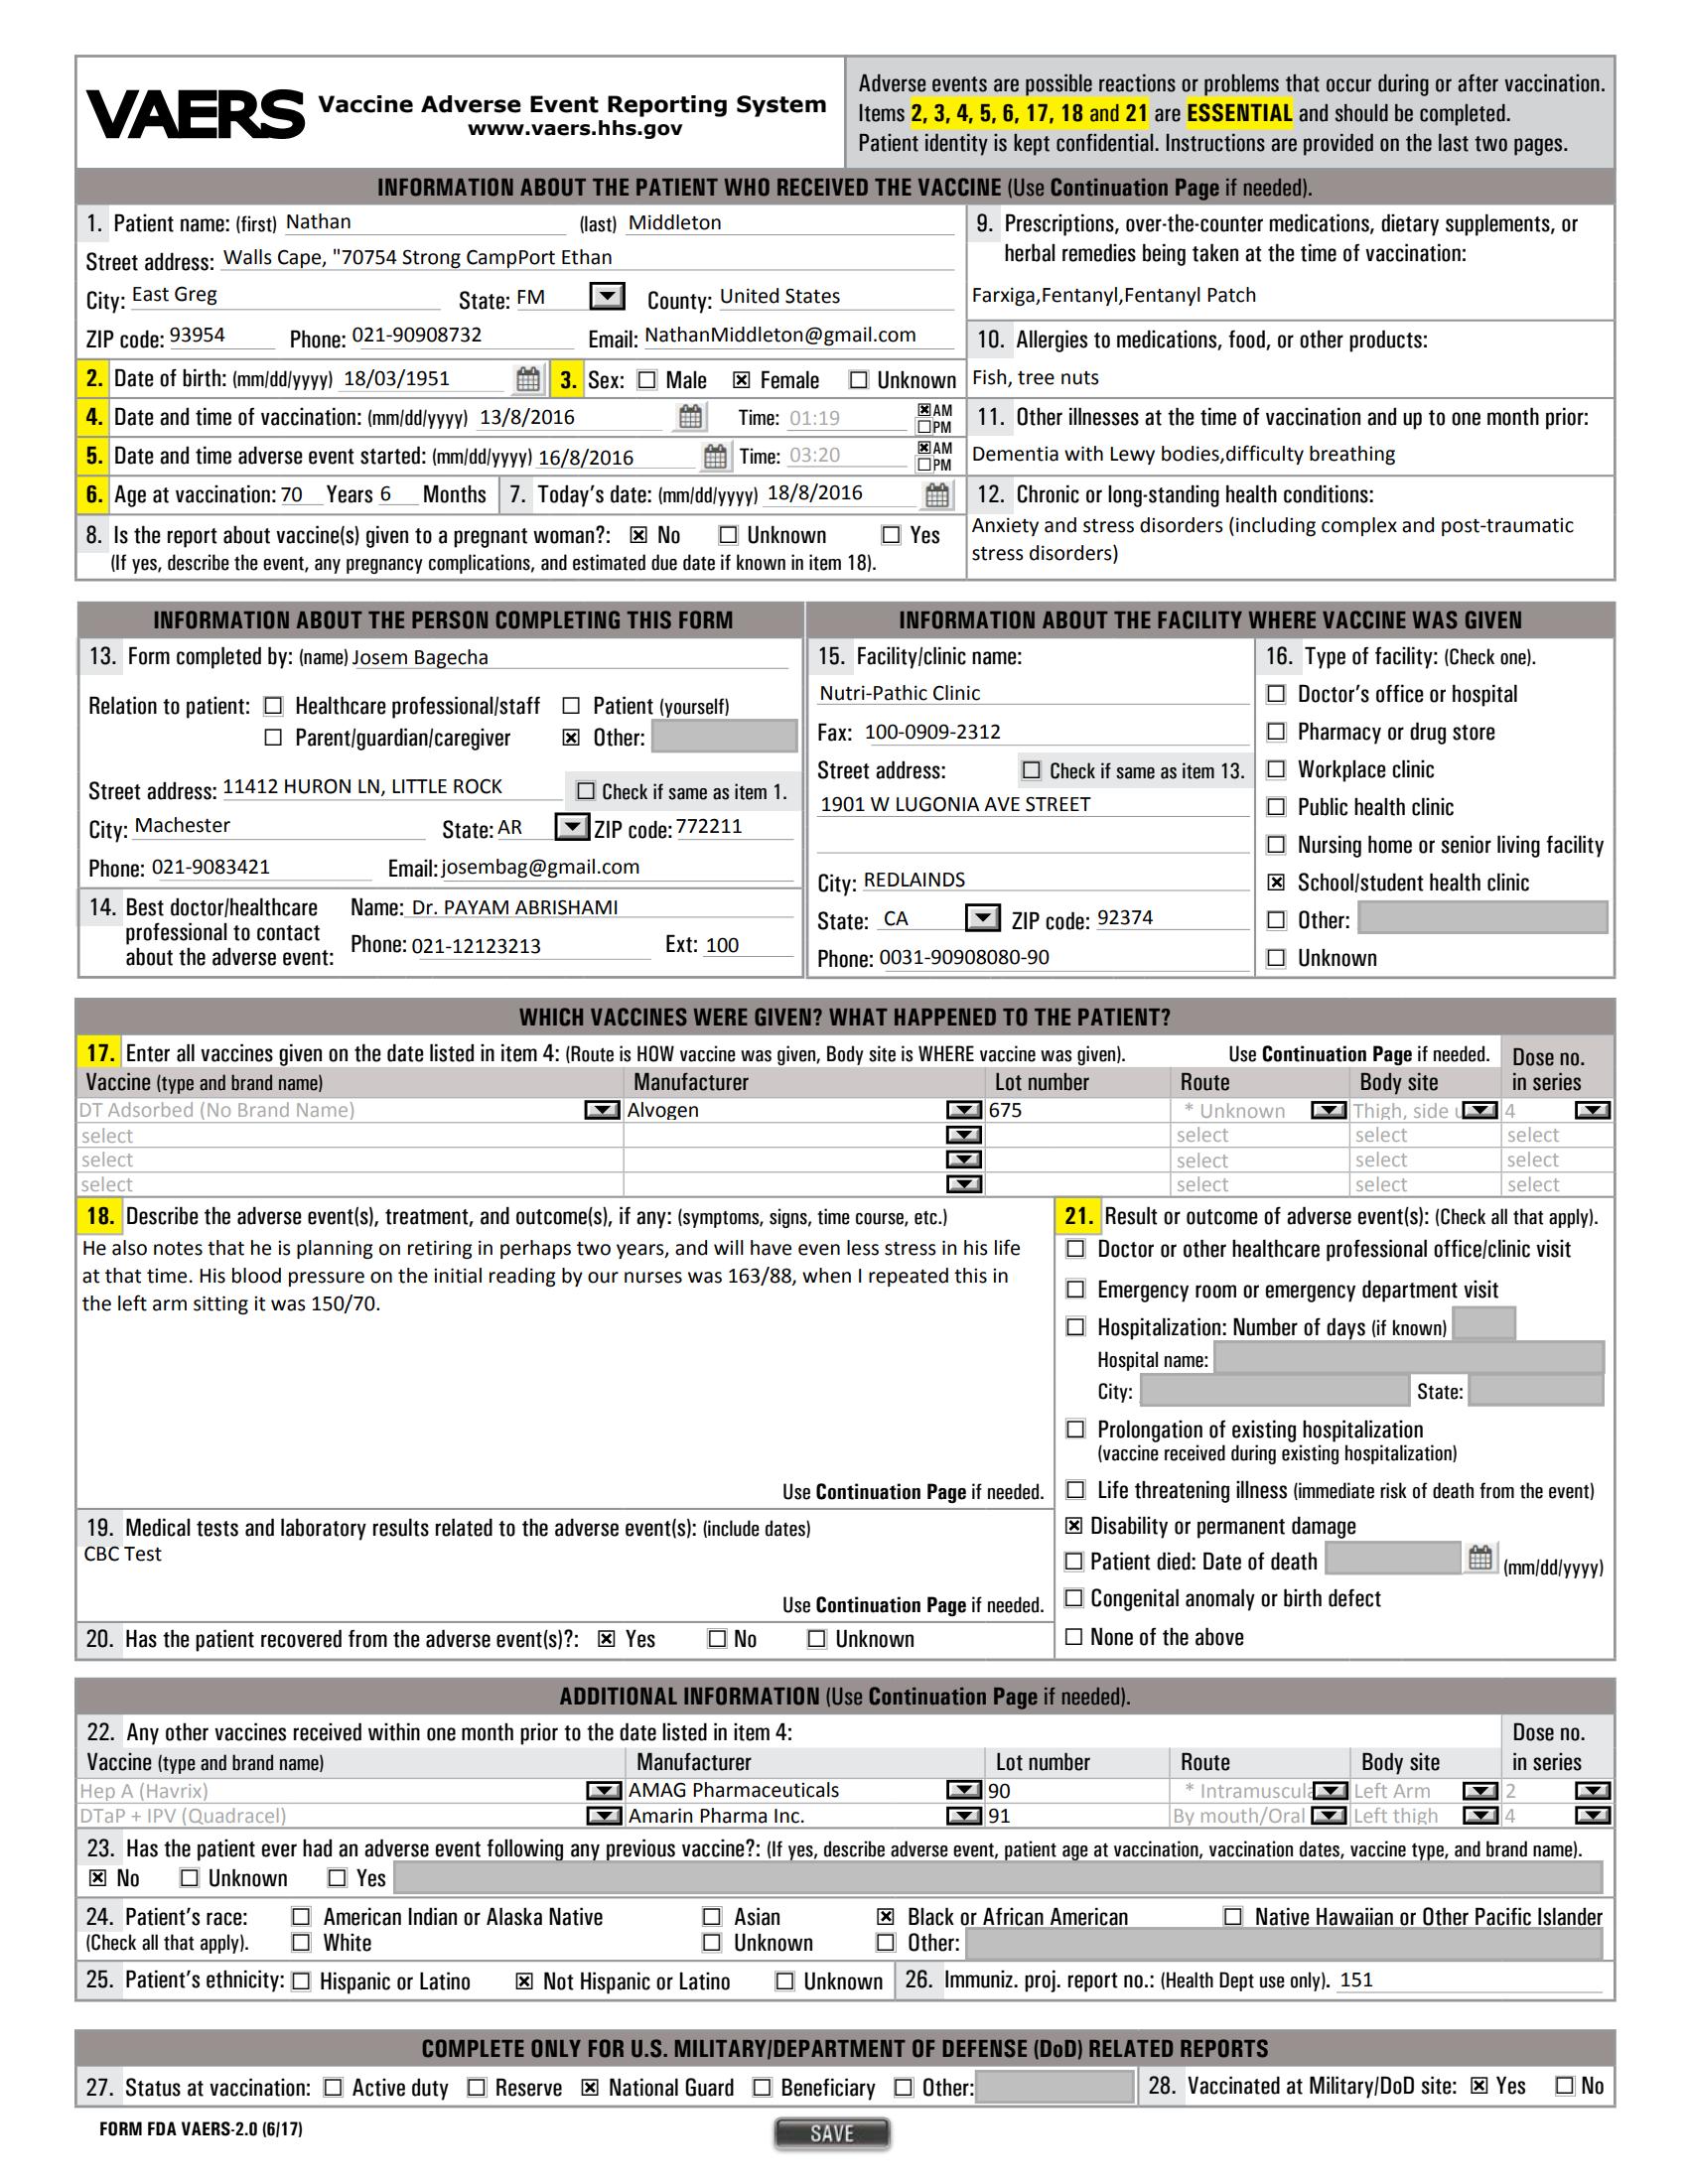 VAERS Vaccine Adverse Event Reporting System
www.vaers.hhs.gov
Adverse events are possible reactions or problems that occur during or after vaccination.
Items 2, 3, 4, 5, 6, 17, 18 and 21 are ESSENTIAL and should be completed.
Patient identity is kept confidential. Instructions are provided on the last two pages.
INFORMATION ABOUT THE PATIENT WHO RECEIVED THE VACCINE (Use Continuation Page if needed).
1. Patient name: (first) Nathan (last) Middleton
Street address: Walls Cape, "70754 Strong CampPort Ethan
City: East Greg State: FM County: United States
ZIP code: 93954 Phone: 021-90908732 Email: NathanMiddleton@gmail.com
2. Date of birth: (mm/dd/yyyy) 18/03/1951 3. Sex: Male Female Unknown
4. Date and time of vaccination: (mm/dd/yyyy) 13/8/2016 Time: 01:19 AM
PM
5. Date and time adverse event started: (mm/dd/yyyy) 16/8/2016 Time: 03:20 AM
PM
6. Age at vaccination: 70 Years 6 Months 7. Today's date: (mm/dd/yyyy) 18/8/2016
8. Is the report about vaccine(s) given to a pregnant woman?: No Unknown Yes
(If yes, describe the event, any pregnancy complications, and estimated due date if known in item 18).
9. Prescriptions, over-the-counter medications, dietary supplements, or
herbal remedies being taken at the time of vaccination:
Farxiga,Fentanyl,Fentanyl Patch
10. Allergies to medications, food, or other products:
Fish, tree nuts
11. Other illnesses at the time of vaccination and up to one month prior:
Dementia with Lewy bodies,difficulty breathing
12. Chronic or long-standing health conditions:
Anxiety and stress disorders (including complex and post-traumatic
stress disorders)
INFORMATION ABOUT THE PERSON COMPLETING THIS FORM
13. Form completed by: (name) Josem Bagecha
Relation to patient: Healthcare professional/staff Patient (yourself)
Parent/guardian/caregiver Other:
Street address: 11412 HURON LN, LITTLE ROCK Check if same as item 1.
City: Machester State: AR ZIP code: 772211
Phone: 021-9083421 Email: josembag@gmail.com
14. Best doctor/healthcare
professional to contact
about the adverse event:
Name: Dr. PAYAM ABRISHAMI
Phone: 021-12123213 Ext: 100
INFORMATION ABOUT THE FACILITY WHERE VACCINE WAS GIVEN
15. Facility/clinic name:
Nutri-Pathic Clinic
Fax: 100-0909-2312
Street address: Check if same as item 13.
1901 W LUGONIA AVE STREET
City: REDLAINDS
State: CA ZIP code: 92374
Phone: 0031-90908080-90
16. Type of facility: (Check one).
Doctor's office or hospital
Pharmacy or drug store
Workplace clinic
Public health clinic
Nursing home or senior living facility
School/student health clinic
Other:
Unknown
WHICH VACCINES WERE GIVEN? WHAT HAPPENED TO THE PATIENT?
17. Enter all vaccines given on the date listed in item 4: (Route is HOW vaccine was given, Body site is WHERE vaccine was given). Use Continuation Page if needed. Dose no.
Vaccine (type and brand name) Manufacturer Lot number Route Body site in series
DT Adsorbed (No Brand Name) Alvogen 675 * Unknown Thigh, side 4
select select select select
select select select select
select select select select
18. Describe the adverse event(s), treatment, and outcome(s), if any: (symptoms, signs, time course, etc.)
He also notes that he is planning on retiring in perhaps two years, and will have even less stress in his life
at that time. His blood pressure on the initial reading by our nurses was 163/88, when I repeated this in
the left arm sitting it was 150/70.
Use Continuation Page if needed.
19. Medical tests and laboratory results related to the adverse event(s): (include dates)
CBC Test
Use Continuation Page if needed.
20. Has the patient recovered from the adverse event(s)?: Yes No Unknown
21. Result or outcome of adverse event(s): (Check all that apply).
Doctor or other healthcare professional office/clinic visit
Emergency room or emergency department visit
Hospitalization: Number of days (if known)
Hospital name:
City: State:
Prolongation of existing hospitalization
(vaccine received during existing hospitalization)
Life threatening illness (immediate risk of death from the event)
Disability or permanent damage
Patient died: Date of death (mm/dd/yyyy)
Congenital anomaly or birth defect
None of the above
ADDITIONAL INFORMATION (Use Continuation Page if needed).
22. Any other vaccines received within one month prior to the date listed in item 4: Dose no.
Vaccine (type and brand name) Manufacturer Lot number Route Body site in series
Hep A (Havrix) AMAG Pharmaceuticals 90 * Intramuscula Left Arm 2
DTaP + IPV (Quadracel) Amarin Pharma Inc. 91 By mouth/Oral Left thigh 4
23. Has the patient ever had an adverse event following any previous vaccine?: (If yes, describe adverse event, patient age at vaccination, vaccination dates, vaccine type, and brand name).
No Unknown Yes
24. Patient's race: American Indian or Alaska Native Asian Black or African American Native Hawaiian or Other Pacific Islander
(Check all that apply). White Unknown Other:
25. Patient's ethnicity: Hispanic or Latino Not Hispanic or Latino Unknown 26. Immuniz. proj. report no.: (Health Dept use only). 151
COMPLETE ONLY FOR U.S. MILITARY/DEPARTMENT OF DEFENSE (DoD) RELATED REPORTS
27. Status at vaccination: Active duty Reserve National Guard Beneficiary Other: 28. Vaccinated at Military/DoD site: Yes No
FORM FDA VAERS-2.0 (6/17)
SAVE